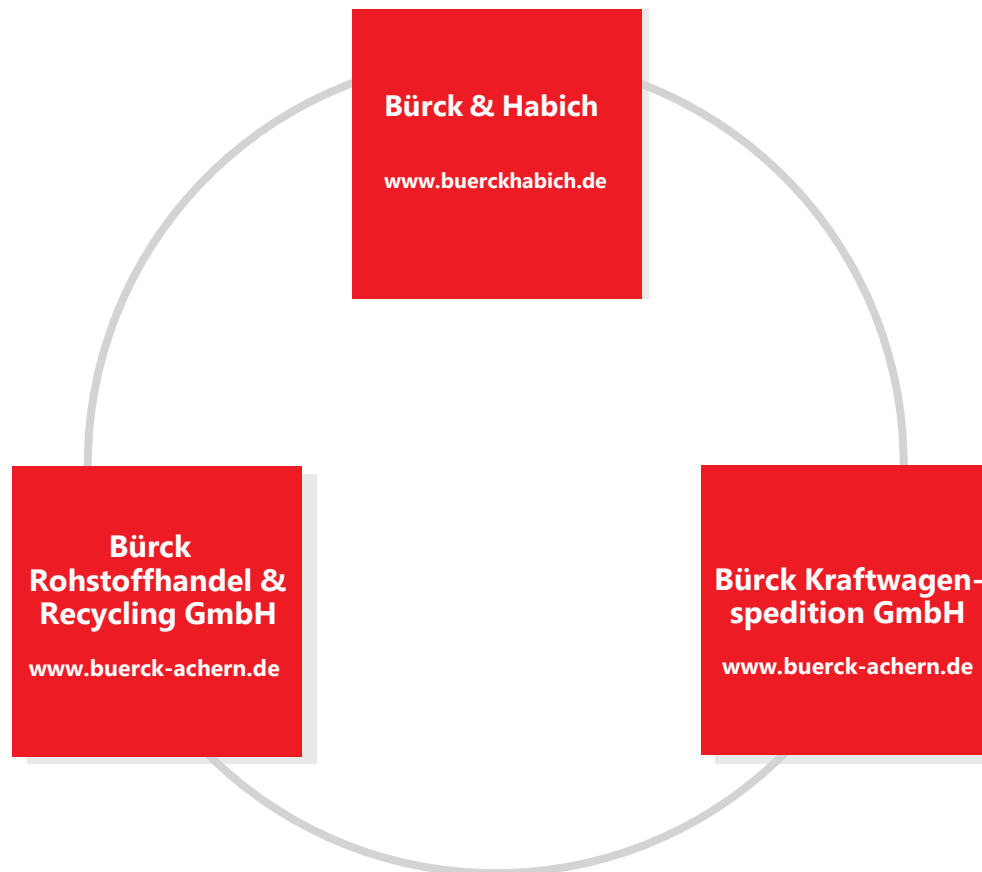 Bürck & Habich
www.buerckhabich.de
Bürck
Rohstoffhandel &
Recycling GmbH
www.buerck-achern.de
Bürck Kraftwagen-
spedition GmbH
www.buerck-achern.de